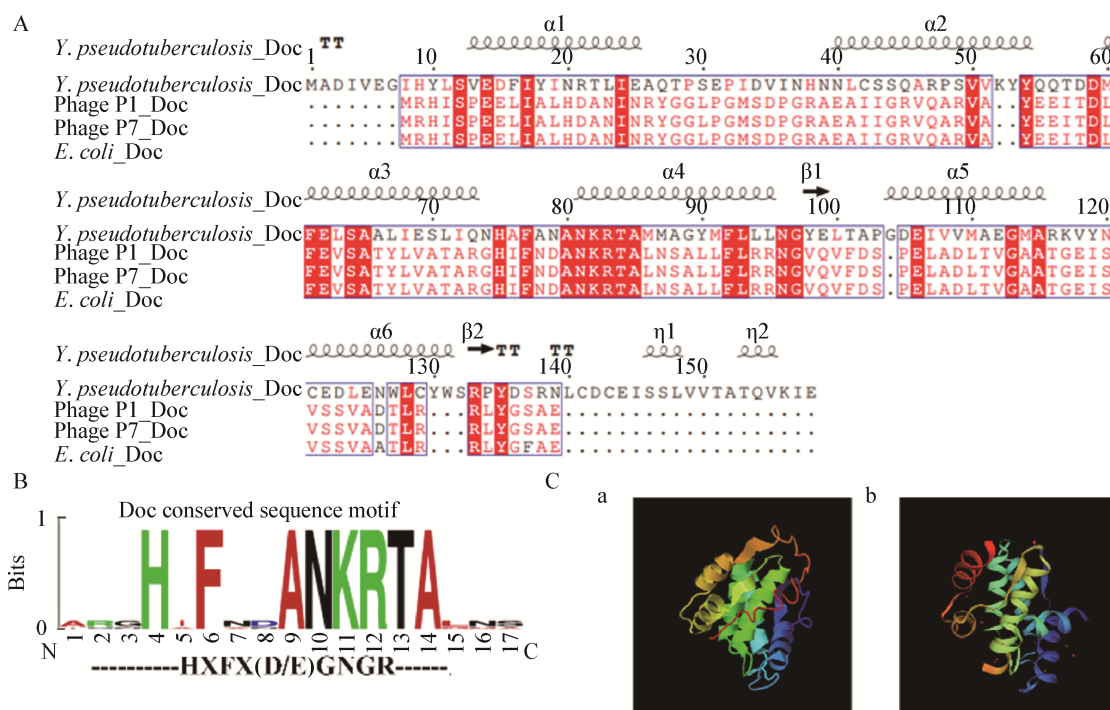 A
α1 α2
Y. pseudotuberculosis_Doc TT
1 10 20 30 40 50 60
Y. pseudotuberculosis_Doc MADIVEGIHYLSVEDFIYINRTLIEAQTPSEPIDVINHNNLCSSQARPSVVKYYQQTDDM
Phage P1_Doc .......MRHISPEELIALHDANINRYGGLPGMSDPGRAEAIIGRVQARVA..YEEITDL
Phage P7_Doc .......MRHISPEELIALHDANINRYGGLPGMSDPGRAEAIIGRVQARVA..YEEITDL
E. coli_Doc .......MRHISPEELIALHDANINRYGGLPGMSDPGRAEAIIGRVQARVA..YEEITDL
α3 α4 β1 α5
Y. pseudotuberculosis_Doc
70 80 90 100 110 120
Y. pseudotuberculosis_Doc FELSAALIESLIQNHAFANANKRTAMMAGYMFLLLNGYELTAPGDEIVVMAEGMARKVYN
Phage P1_Doc FEVSATYLVATARGHIFNDANKRTALNSALLFLRRNGVQVFDS.PELADLTVGAATGEIS
Phage P7_Doc FEVSATYLVATARGHIFNDANKRTALNSALLFLRRNGVQVFDS.PELADLTVGAATGEIS
E. coli_Doc FEVSATYLVATARGHIFNDANKRTALNSALLFLRRNGVQVFDS.PELADLTVGAATGEIS
α6 β2 η1 η2
Y. pseudotuberculosis_Doc TT TT
130 140 150
Y. pseudotuberculosis_Doc CEDLENWLCYWSRPYDSRNLCDCEISSLVVTATQVKIE
Phage P1_Doc VSSVADTLR...RLYGSAE...................
Phage P7_Doc VSSVADTLR...RLYGSAE...................
E. coli_Doc VSSVAATLR...RLYGFAE...................
B
Doc conserved sequence motif
1
Bits
0
A R G H I F N D A N K R T A L N S
N 1 2 3 4 5 6 7 8 9 10 11 12 13 14 15 16 17 C
----------HXFX(D/E)GNGR------
C
a b